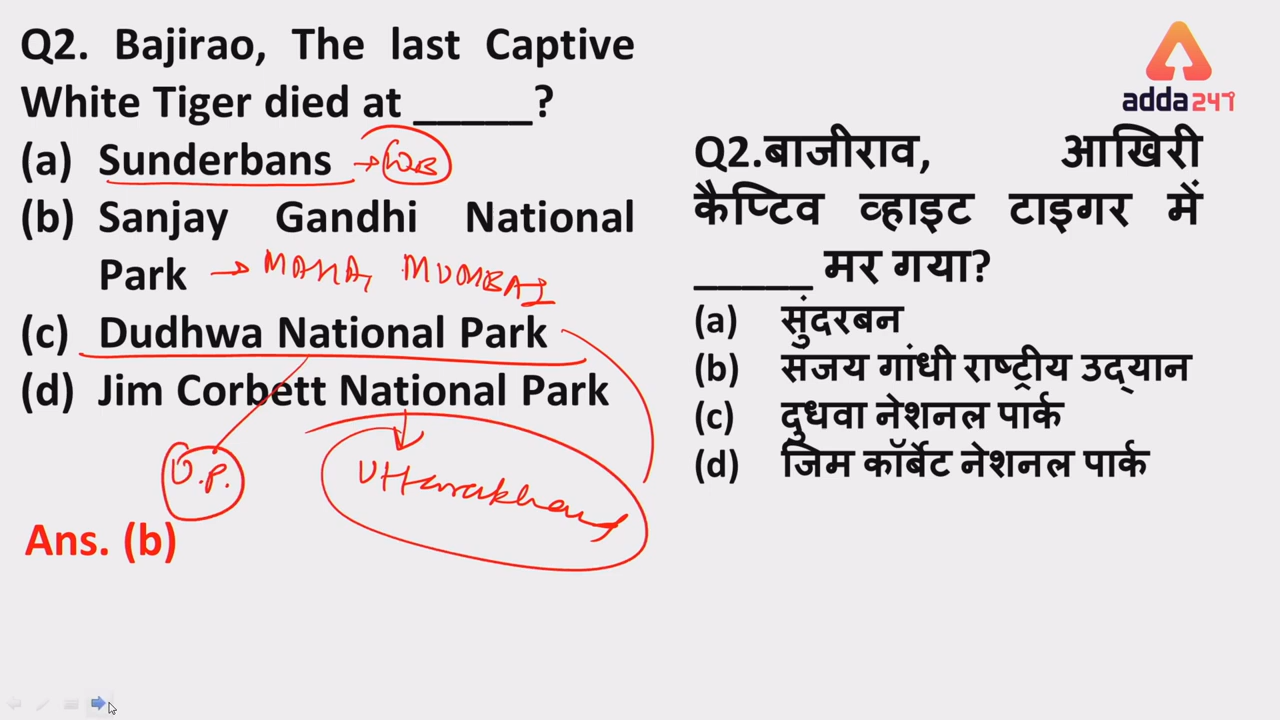 Q2. Bajirao, The last Captive
White Tiger died at _____?
(a) Sunderbans → WB
(b) Sanjay Gandhi National
Park → MAHA, MUMBAI
(c) Dudhwa National Park
(d) Jim Corbett National Park
U.P.
Uttarakhand
Ans. (b)
adda247
Q2.बाजीराव, आखिरी
कैप्टिव व्हाइट टाइगर में
_____ मर गया?
(a) सुंदरबन
(b) संजय गांधी राष्ट्रीय उद्यान
(c) दुधवा नेशनल पार्क
(d) जिम कॉर्बेट नेशनल पार्क